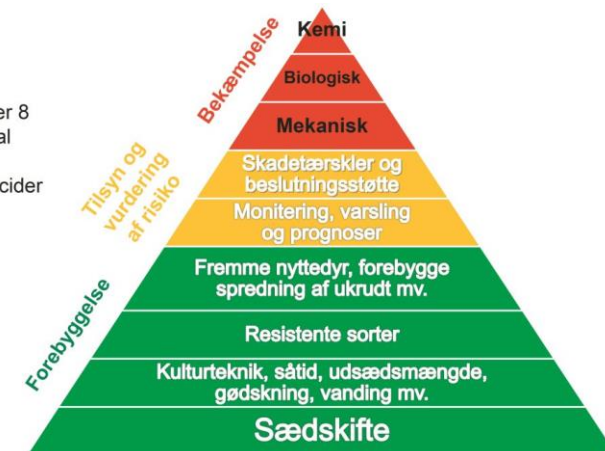 er 8
al
cider
Bekæmpelse
Kemi
Biologisk
Mekanisk
Tilsyn og
vurdering
af risiko
Skadetærskler og
beslutningsstøtte
Monitering, varsling
og prognoser
Forebyggelse
Fremme nyttedyr, forebygge
spredning af ukrudt mv.
Resistente sorter
Kulturteknik, såtid, udsædsmængde,
gødskning, vanding mv.
Sædskifte